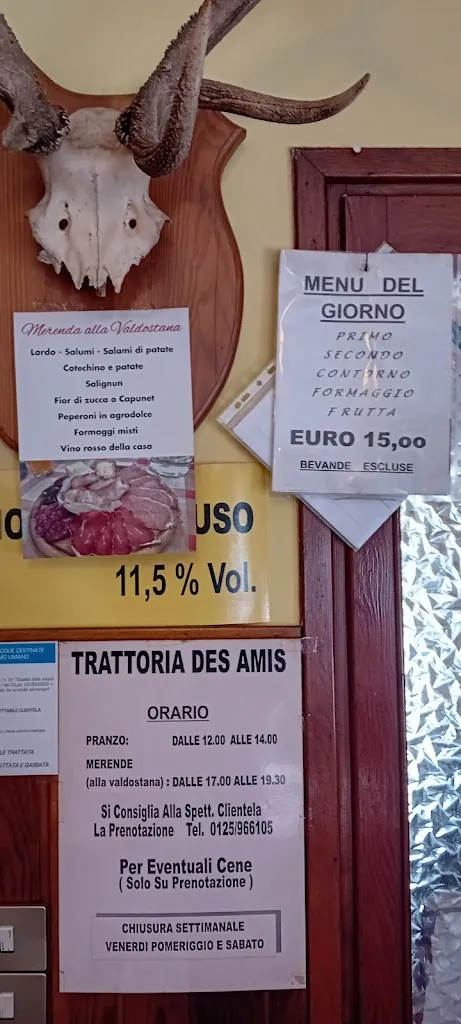 Merenda alla Valdostana
Lardo - Salumi - Salami di patate
Cotechino e patate
Salignun
Fior di zucca o Capunet
Peperoni in agrodolce
Formaggi misti
Vino rosso della casa
MENU DEL
GIORNO
PRIMO
SECONDO
CONTORNO
FORMAGGIO
FRUTTA
EURO 15,oo
BEVANDE ESCLUSE
USO
11,5 % Vol.
TRATTATA
E GASSATA
TRATTORIA DES AMIS
ORARIO
PRANZO: DALLE 12.00 ALLE 14.00
MERENDE
(alla valdostana) : DALLE 17.00 ALLE 19.30
Si Consiglia Alla Spett. Clientela
La Prenotazione Tel. 0125/966105
Per Eventuali Cene
( Solo Su Prenotazione )
CHIUSURA SETTIMANALE
VENERDI POMERIGGIO E SABATO